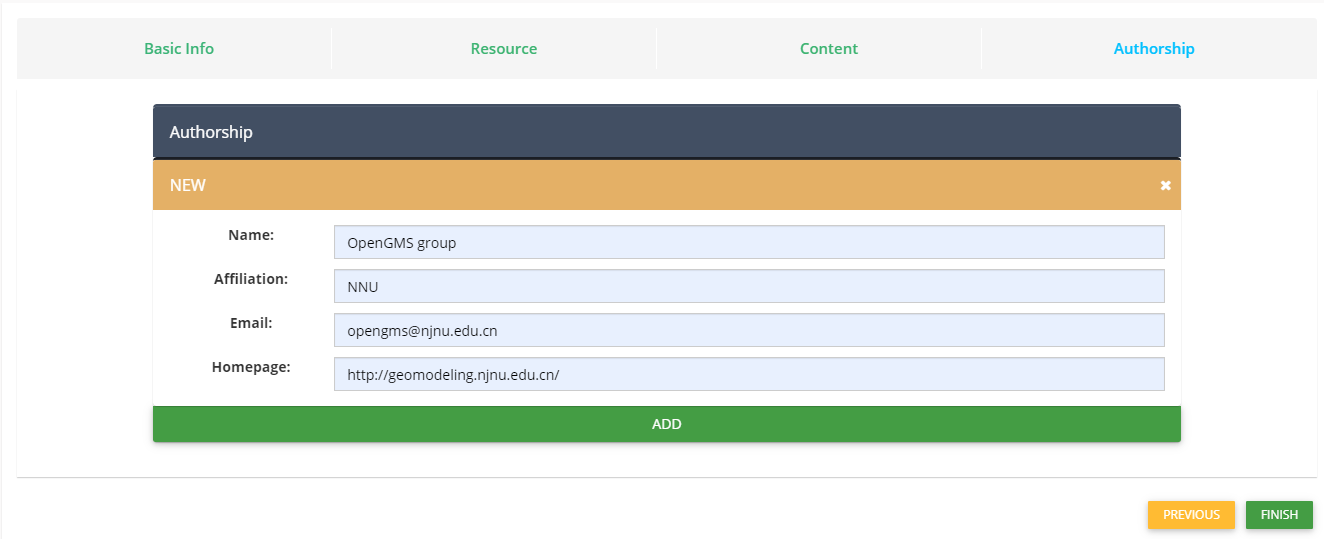 Basic Info Resource Content Authorship
Authorship
NEW ✖
Name: OpenGMS group
Affiliation: NNU
Email: opengms@njnu.edu.cn
Homepage: http://geomodeling.njnu.edu.cn/
ADD
PREVIOUS FINISH